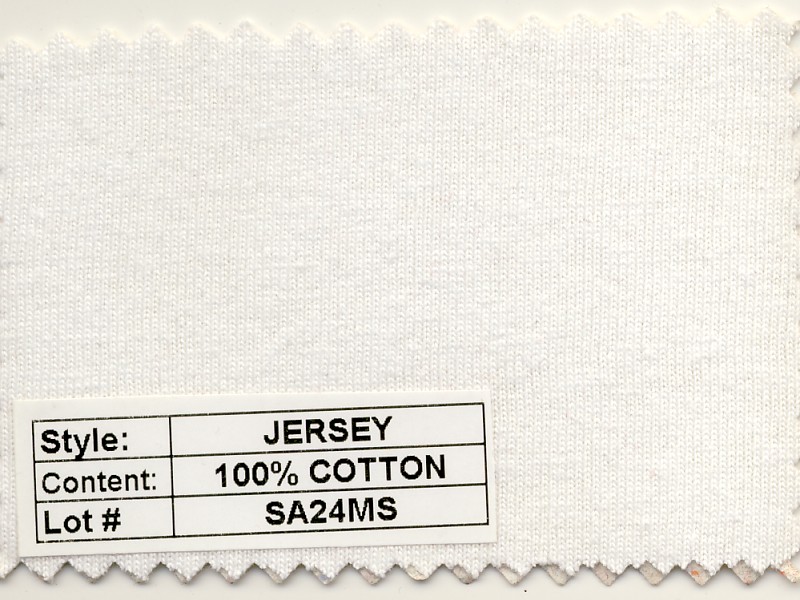 Style: JERSEY
Content: 100% COTTON
Lot # SA24MS